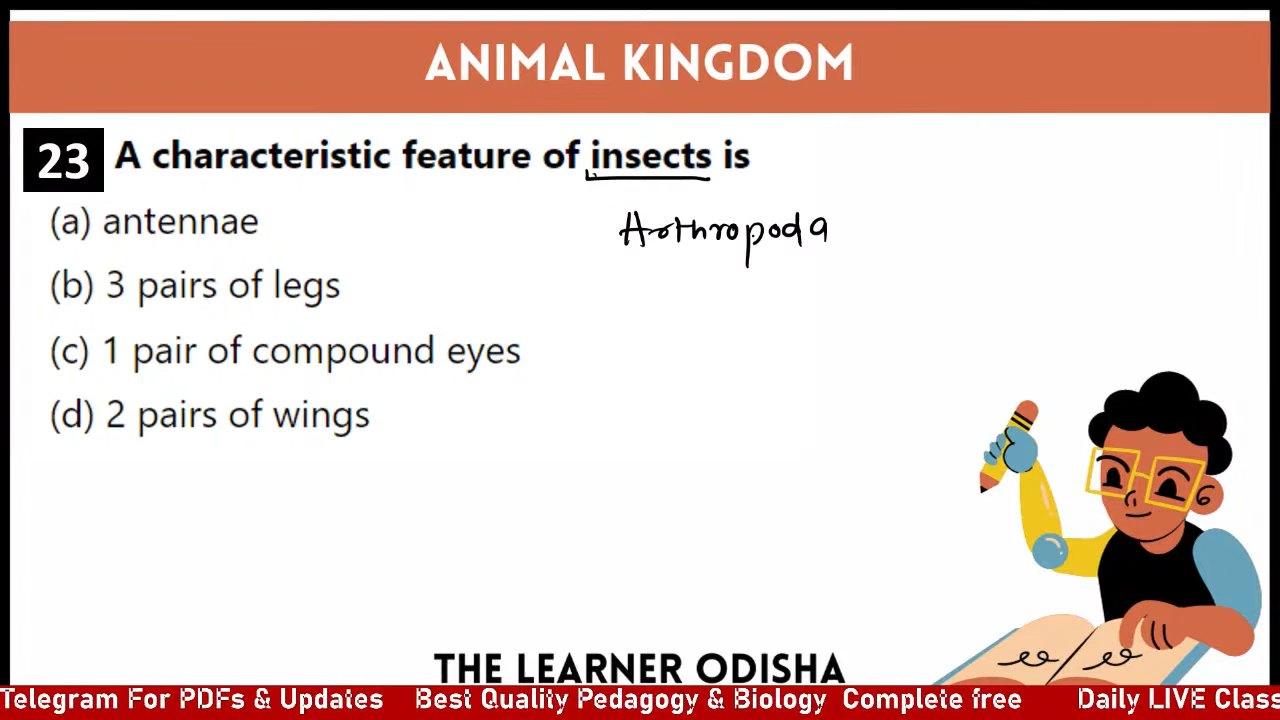 ANIMAL KINGDOM
23 A characteristic feature of insects is
(a) antennae
Arthropoda
(b) 3 pairs of legs
(c) 1 pair of compound eyes
(d) 2 pairs of wings
THE LEARNER ODISHA
Telegram For PDFs & Updates Best Quality Pedagogy & Biology Complete free Daily LIVE Class